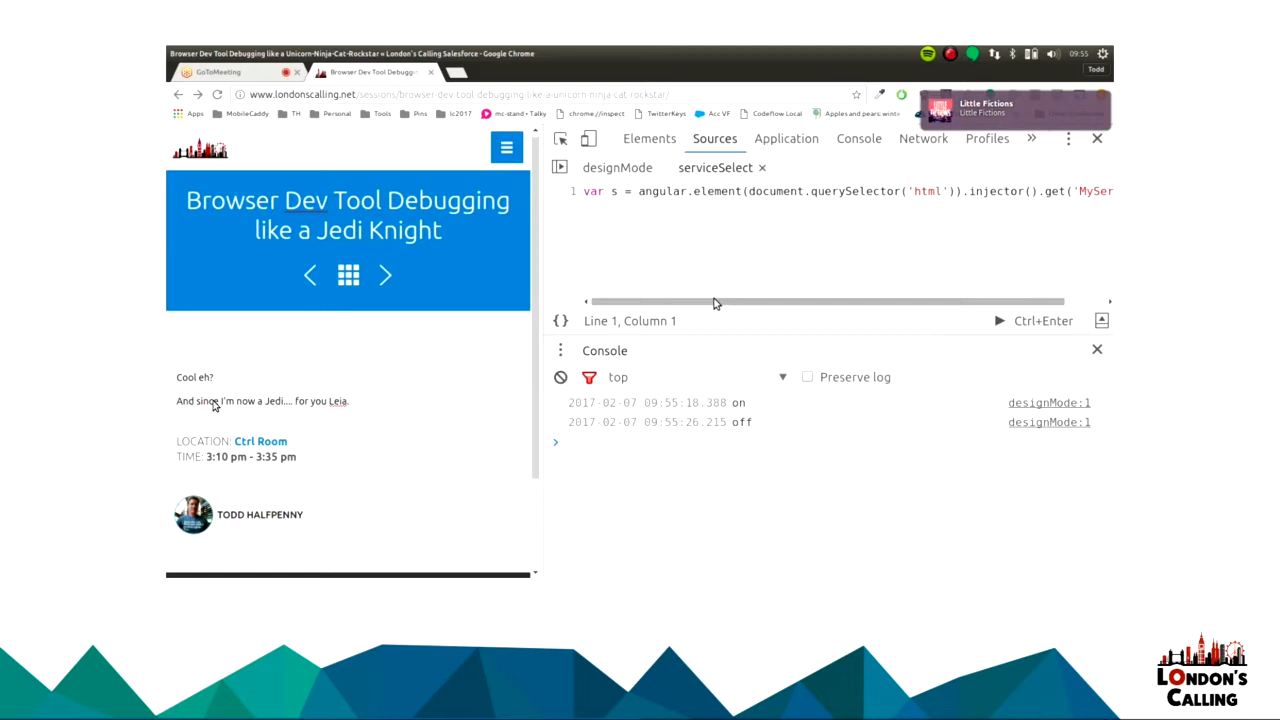 Browser Dev Tool Debugging like a Unicorn-Ninja-Cat-Rockstar « London's Calling Salesforce - Google Chrome
09:55
GoToMeeting
Browser Dev Tool Debugg
Todd
www.londonscalling.net/sessions/browser-dev-tool-debugging-like-a-unicorn-ninja-cat-rockstar/
Little Fictions
Little Fictions
Apps MobileCaddy TH Personal Tools Pins lc2017 mc-stand • Talky chrome://inspect TwitterKeys Acc VF Codeflow Local Apples and pears: wint
Elements Sources Application Console Network Profiles »
designMode serviceSelect
1 var s = angular.element(document.querySelector('html')).injector().get('MySer
Browser Dev Tool Debugging
like a Jedi Knight
{} Line 1, Column 1 Ctrl+Enter
Console
top Preserve log
2017-02-07 09:55:18.388 on designMode:1
2017-02-07 09:55:26.215 off designMode:1
Cool eh?
And since I'm now a Jedi.... for you Leia.
LOCATION: Ctrl Room
TIME: 3:10 pm - 3:35 pm
TODD HALFPENNY
LONDON'S
CALLING